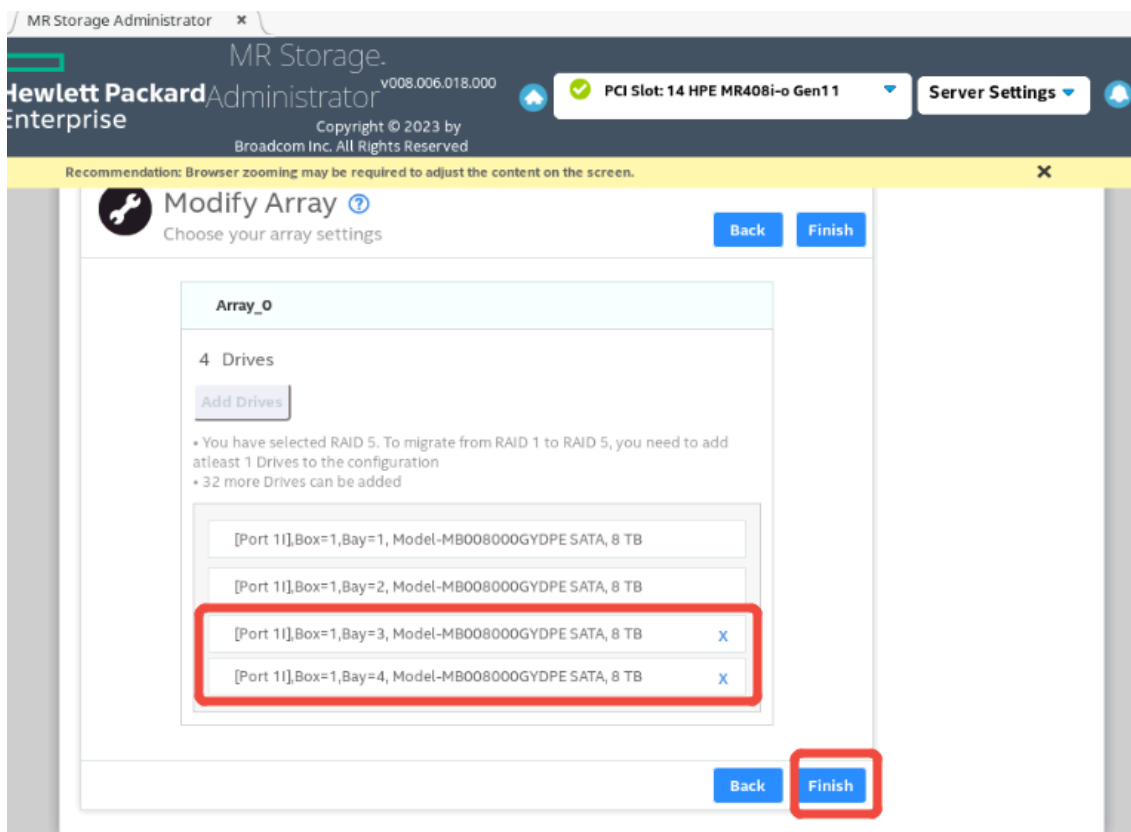 MR Storage Administrator ×
MR Storage
Hewlett Packard Administrator v008.006.018.000
PCI Slot: 14 HPE MR408i-o Gen11
Server Settings
Enterprise
Copyright © 2023 by
Broadcom Inc. All Rights Reserved
Recommendation: Browser zooming may be required to adjust the content on the screen. ×
Modify Array ?
Choose your array settings
Back Finish
Array_0
4 Drives
Add Drives
• You have selected RAID 5. To migrate from RAID 1 to RAID 5, you need to add
atleast 1 Drives to the configuration
• 32 more Drives can be added
[Port 1I],Box=1,Bay=1, Model-MB008000GYDPE SATA, 8 TB
[Port 1I],Box=1,Bay=2, Model-MB008000GYDPE SATA, 8 TB
[Port 1I],Box=1,Bay=3, Model-MB008000GYDPE SATA, 8 TB X
[Port 1I],Box=1,Bay=4, Model-MB008000GYDPE SATA, 8 TB X
Back Finish